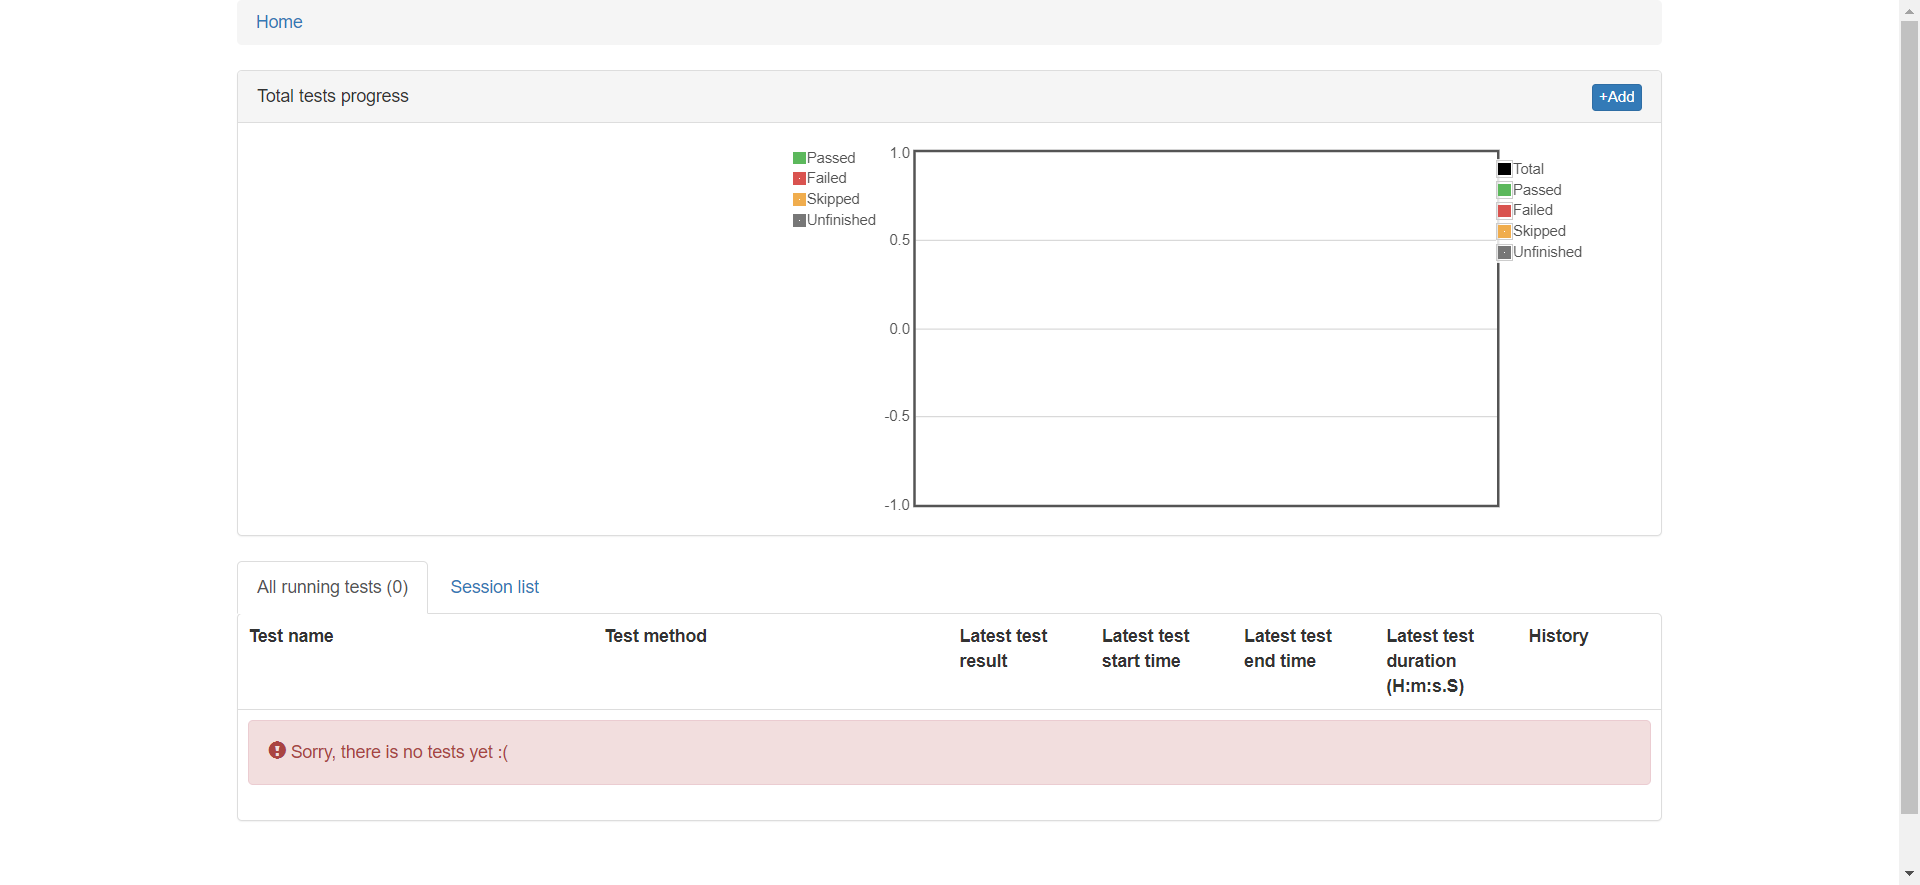 Home
Total tests progress
+Add
Passed
Failed
Skipped
Unfinished
1.0
0.5
0.0
-0.5
-1.0
Total
Passed
Failed
Skipped
Unfinished
All running tests (0)
Session list
Test name
Test method
Latest test
result
Latest test
start time
Latest test
end time
Latest test
duration
(H:m:s.S)
History
Sorry, there is no tests yet :(